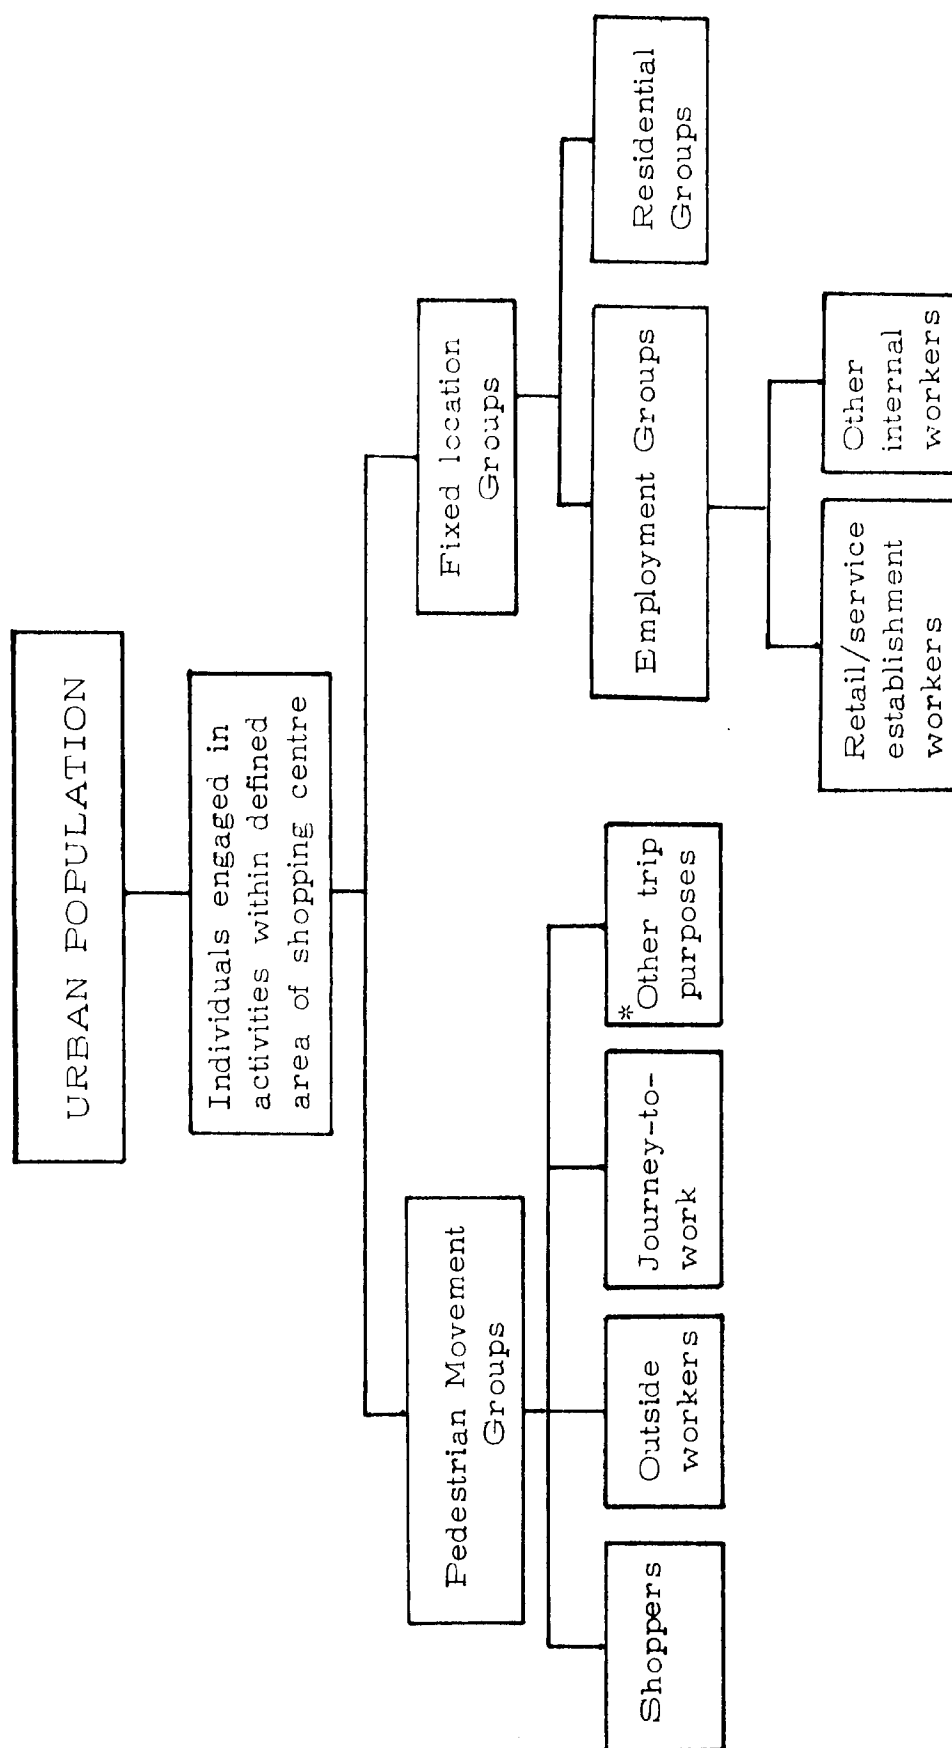 URBAN POPULATION
Individuals engaged in
activities within defined
area of shopping centre
Pedestrian Movement
Groups
Fixed location
Groups
Shoppers
Outside
workers
Journey-to-
work
*Other trip
purposes
Employment Groups
Residential
Groups
Retail/service
establishment
workers
Other
internal
workers